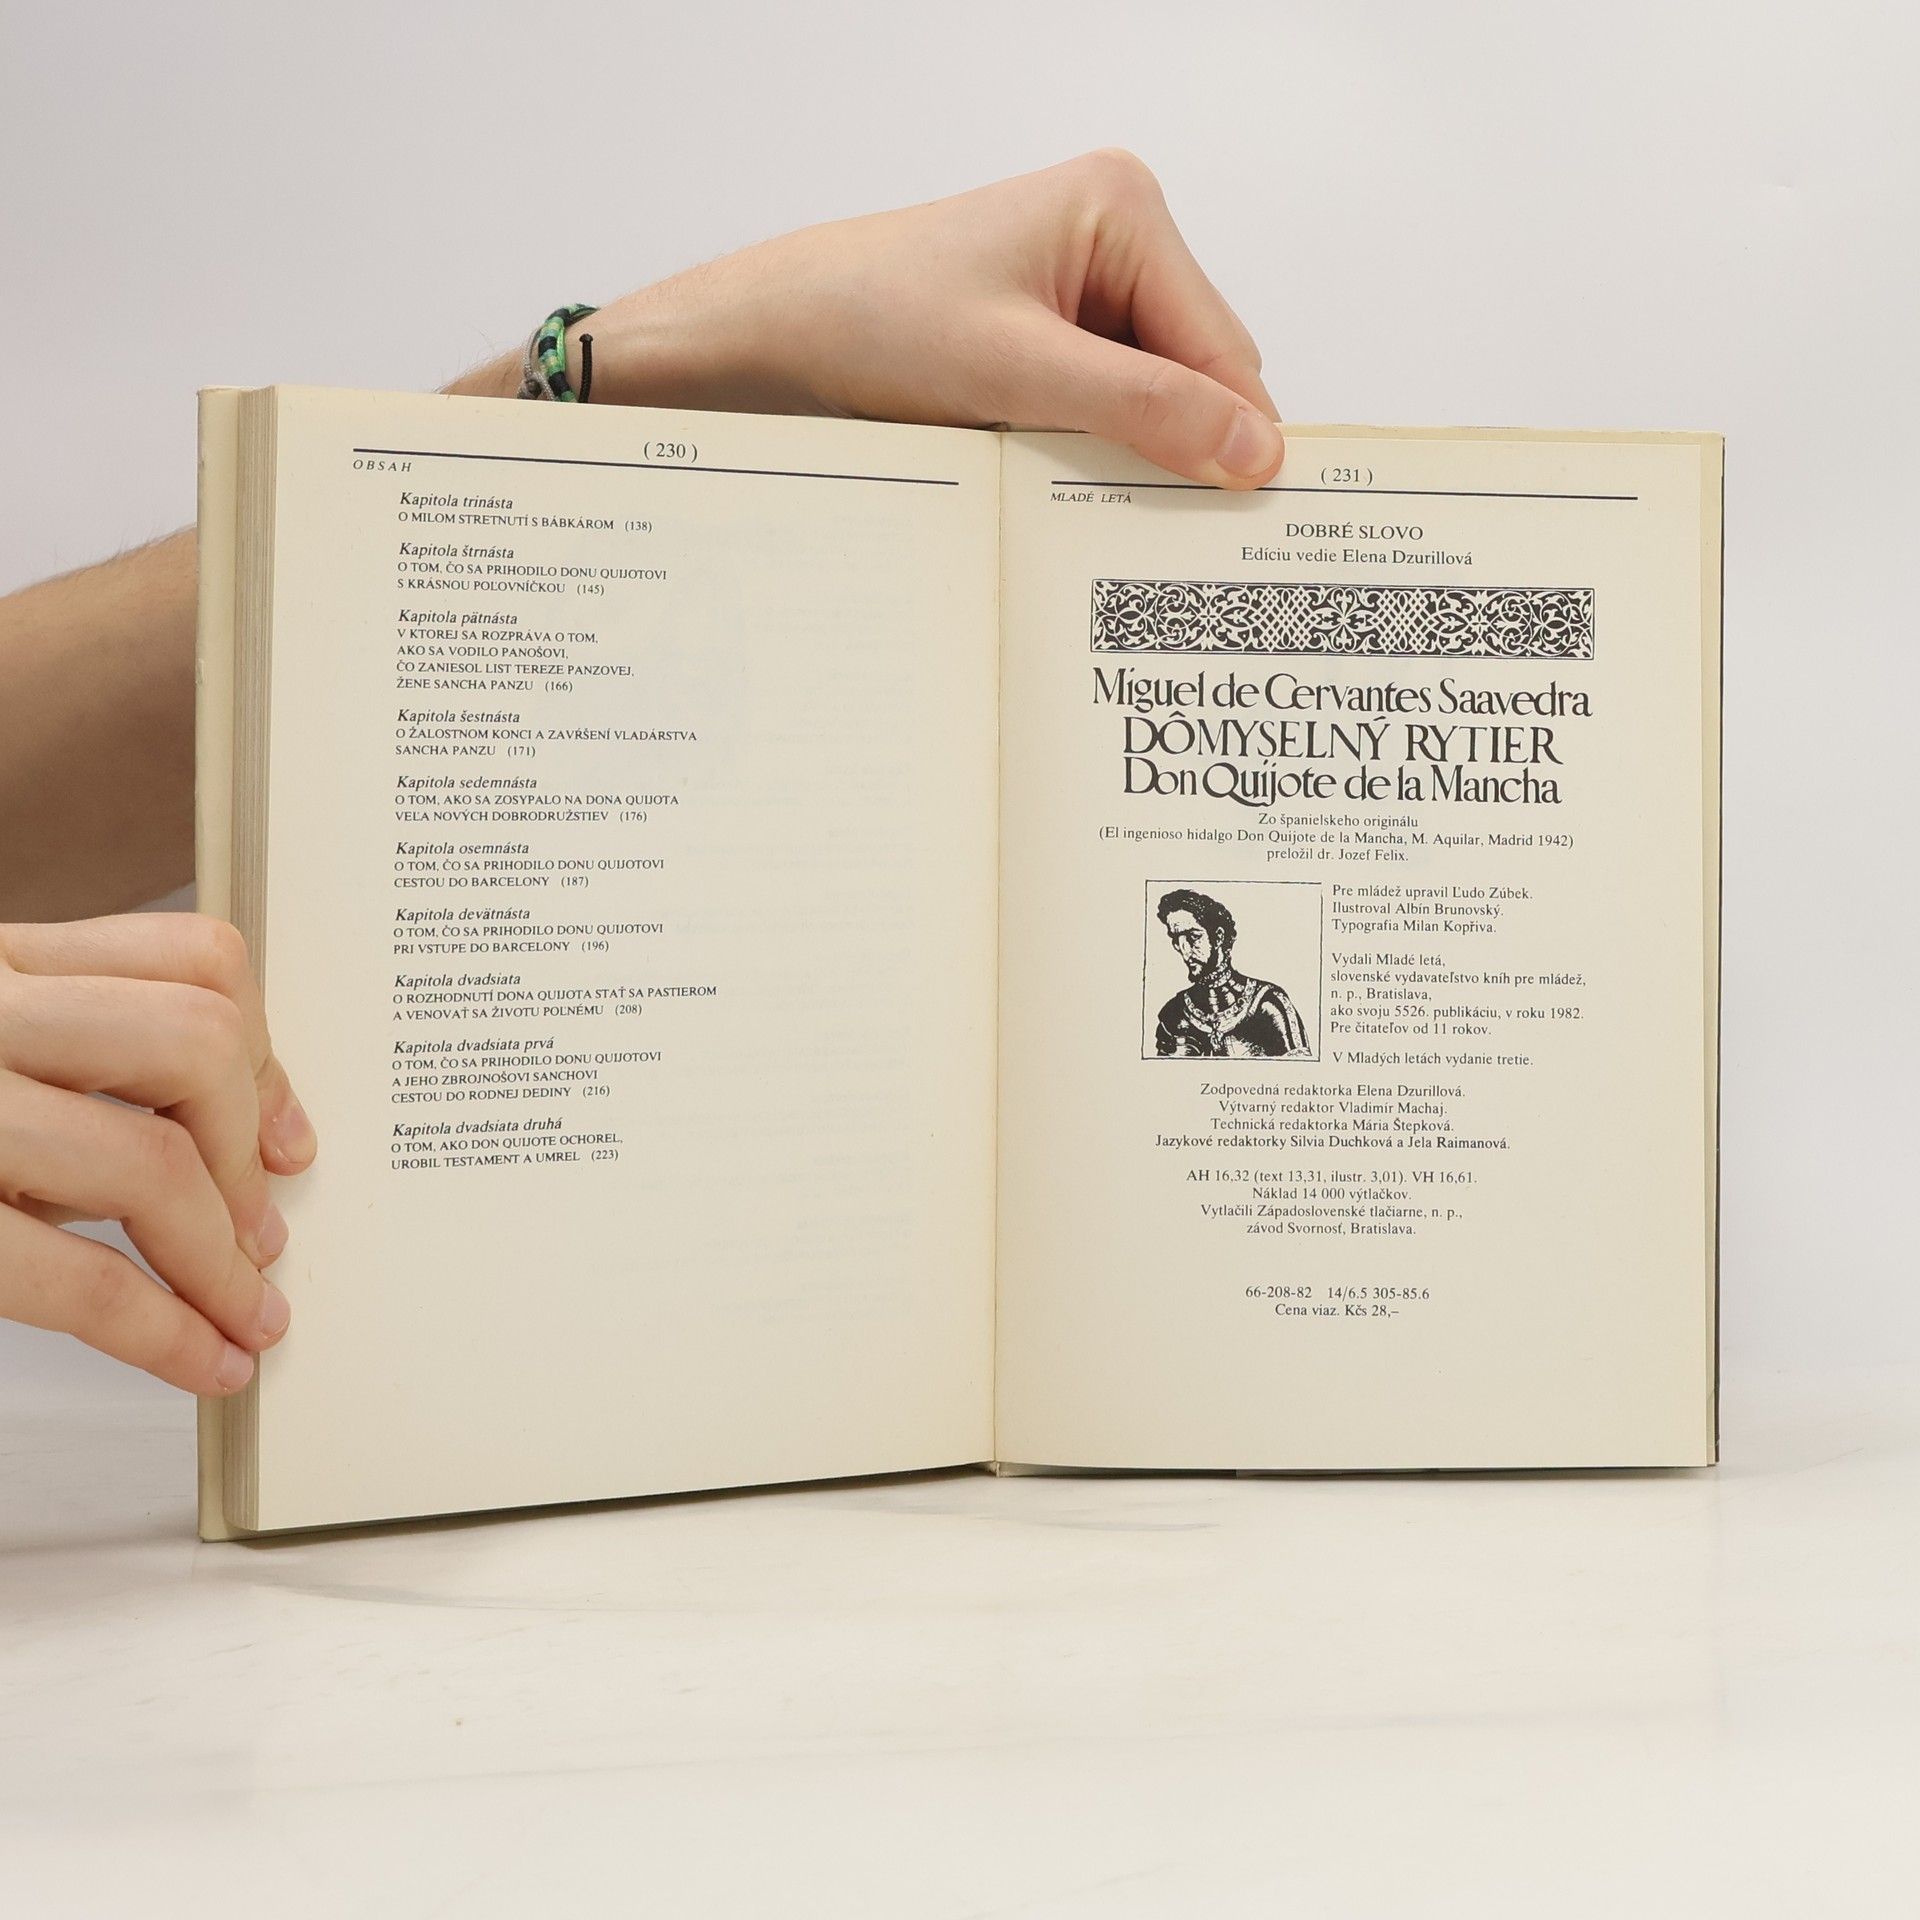 ( 230 )
OBSAH
Kapitola trinásta
O MILOM STRETNUTÍ S BÁBKÁROM (138)
Kapitola štrnásta
O TOM, ČO SA PRIHODILO DONU QUIJOTOVI
S KRÁSNOU POĽOVNÍČKOU (145)
Kapitola pätnásta
V KTOREJ SA ROZPRÁVA O TOM,
AKO SA VODILO PANOŠOVI,
ČO ZANIESOL LIST TEREZE PANZOVEJ,
ŽENE SANCHA PANZU (166)
Kapitola šestnásta
O ŽALOSTNOM KONCI A ZAVŔŠENÍ VLADÁRSTVA
SANCHA PANZU (171)
Kapitola sedemnásta
O TOM, AKO SA ZOSYPALO NA DONA QUIJOTA
VEĽA NOVÝCH DOBRODRUŽSTIEV (176)
Kapitola osemnásta
O TOM, ČO SA PRIHODILO DONU QUIJOTOVI
CESTOU DO BARCELONY (187)
Kapitola devätnásta
O TOM, ČO SA PRIHODILO DONU QUIJOTOVI
PRI VSTUPE DO BARCELONY (196)
Kapitola dvadsiata
O ROZHODNUTÍ DONA QUIJOTA STAŤ SA PASTIEROM
A VENOVAŤ SA ŽIVOTU POĽNÉMU (208)
Kapitola dvadsiata prvá
O TOM, ČO SA PRIHODILO DONU QUIJOTOVI
A JEHO ZBROJNOŠOVI SANCHOVI
CESTOU DO RODNEJ DEDINY (216)
Kapitola dvadsiata druhá
O TOM, AKO DON QUIJOTE OCHOREL,
UROBIL TESTAMENT A UMREL (223)
( 231 )
MLADÉ LETÁ
DOBRÉ SLOVO
Edíciu vedie Elena Dzurillová
Miguel de Cervantes Saavedra
DÔMYSELNÝ RYTIER
Don Quijote de la Mancha
Zo španielskeho originálu
(El ingenioso hidalgo Don Quijote de la Mancha, M. Aquilar, Madrid 1942)
preložil dr. Jozef Felix.
Pre mládež upravil Ľudo Zúbek.
Ilustroval Albín Brunovský.
Typografia Milan Kopřiva.
Vydali Mladé letá,
slovenské vydavateľstvo kníh pre mládež,
n. p., Bratislava,
ako svoju 5526. publikáciu, v roku 1982.
Pre čitateľov od 11 rokov.
V Mladých letách vydanie tretie.
Zodpovedná redaktorka Elena Dzurillová.
Výtvarný redaktor Vladimír Machaj.
Technická redaktorka Mária Štepková.
Jazykové redaktorky Silvia Duchková a Jela Raimanová.
AH 16,32 (text 13,31, ilustr. 3,01). VH 16,61.
Náklad 14 000 výtlačkov.
Vytlačili Západoslovenské tlačiarne, n. p.,
závod Svornosť, Bratislava.
66-208-82 14/6.5 305-85.6
Cena viaz. Kčs 28,–